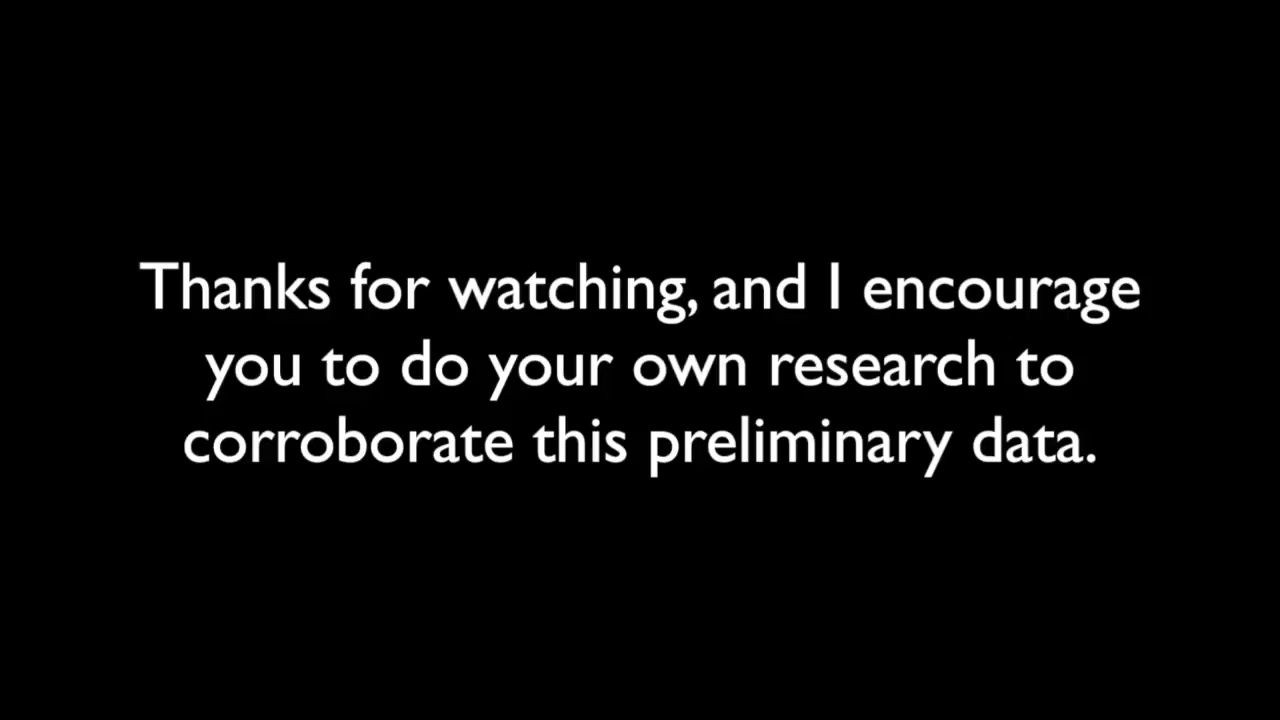 Thanks for watching, and I encourage
you to do your own research to
corroborate this preliminary data.